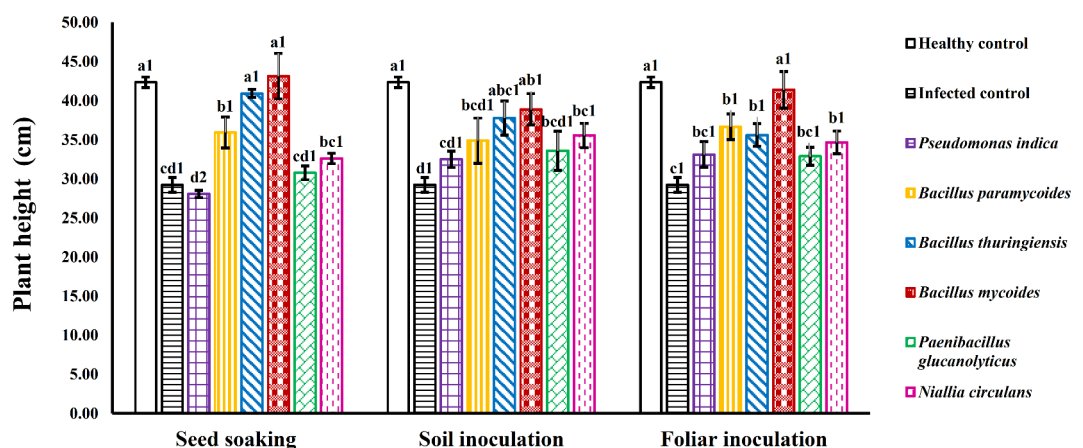 Plant height (cm)
50.00
45.00
40.00
35.00
30.00
25.00
20.00
15.00
10.00
5.00
0.00
a1
cd1
d2
b1
a1
a1
cd1
bc1
a1
d1
cd1
bcd1
abc1
ab1
bcd1
bc1
a1
c1
bc1
b1
b1
a1
bc1
b1
Seed soaking
Soil inoculation
Foliar inoculation
Healthy control
Infected control
Pseudomonas indica
Bacillus paramycoides
Bacillus thuringiensis
Bacillus mycoides
Paenibacillus
glucanolyticus
Niallia circulans